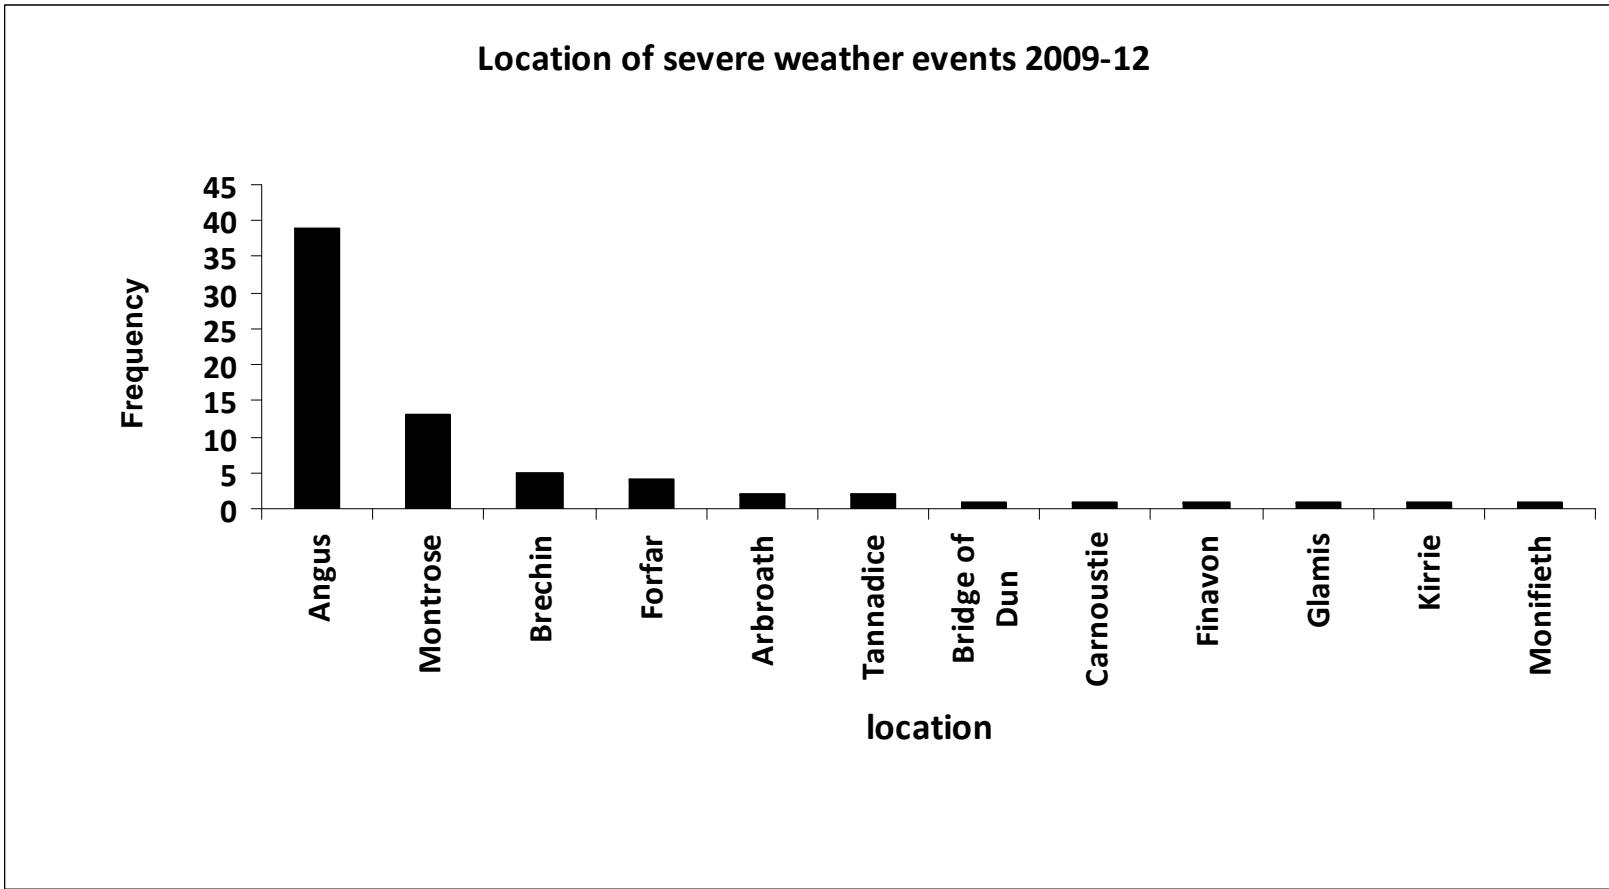 Location of severe weather events 2009-12
Frequency
45
40
35
30
25
20
15
10
5
0
Angus
Montrose
Brechin
Forfar
Arbroath
Tannadice
Bridge of
Dun
Carnoustie
Finavon
Glamis
Kirrie
Monifieth
location